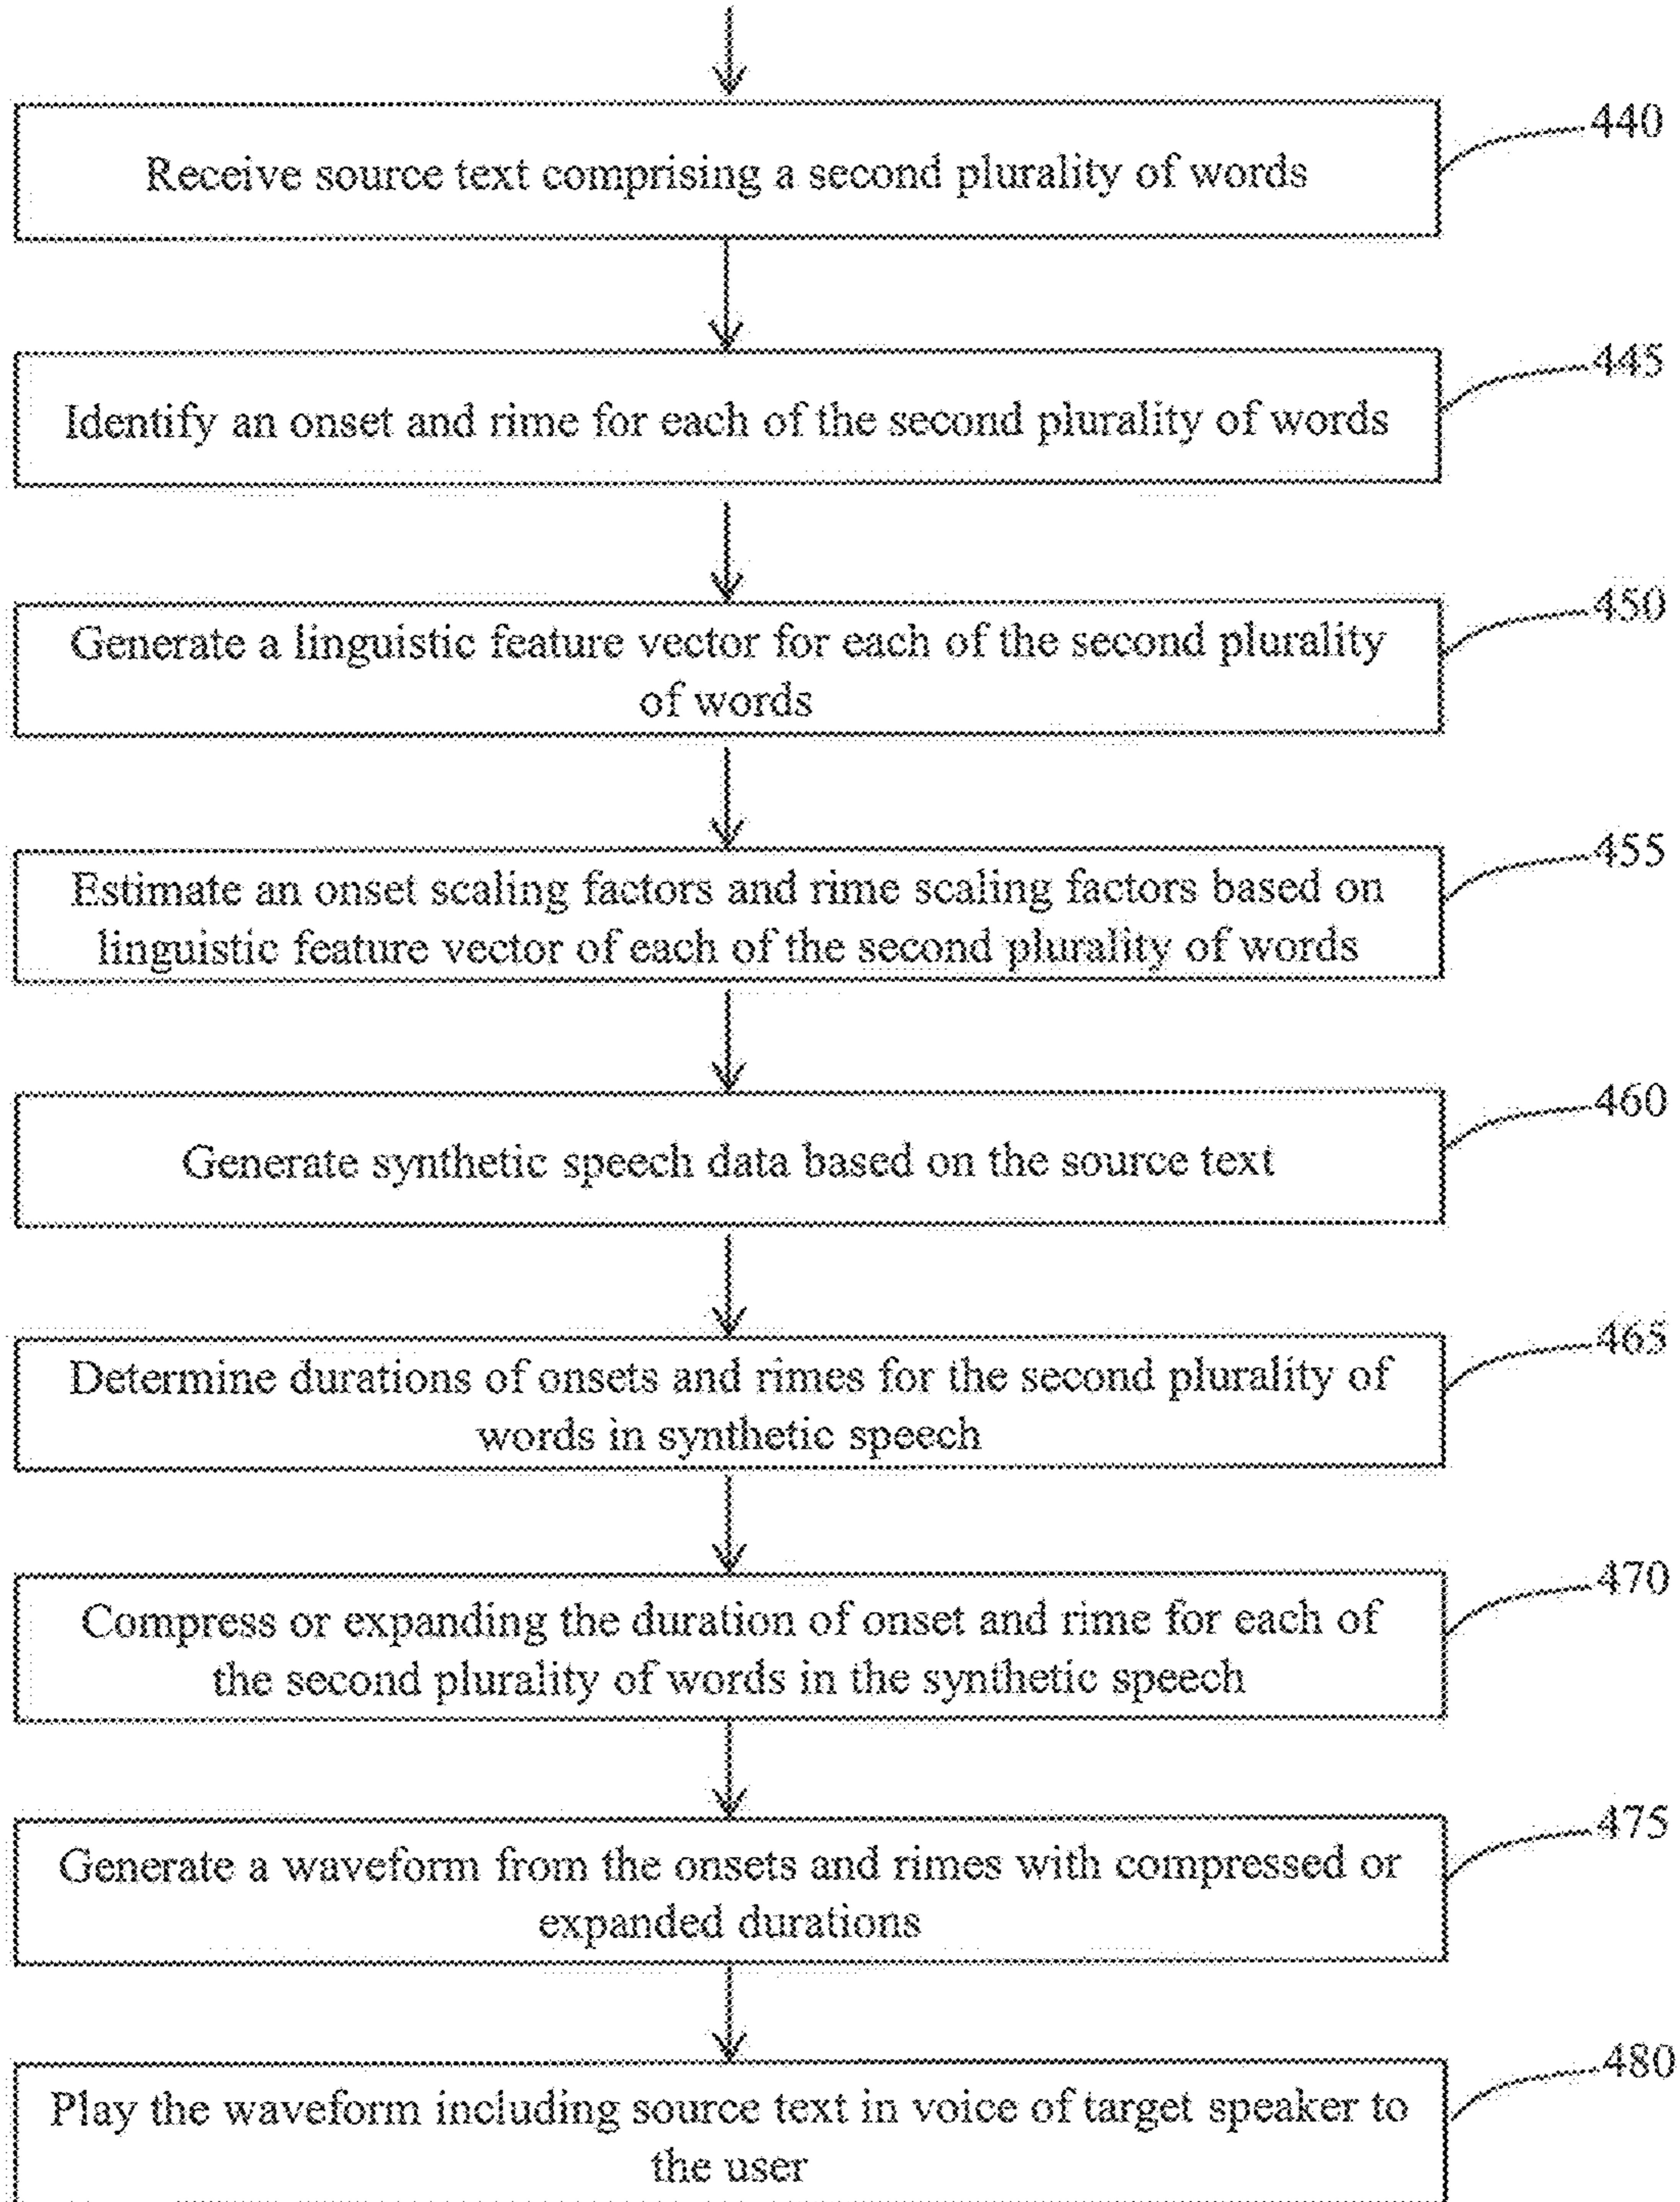 440
Receive source text comprising a second plurality of words
445
Identify an onset and rime for each of the second plurality of words
450
Generate a linguistic feature vector for each of the second plurality
of words
455
Estimate an onset scaling factors and rime scaling factors based on
linguistic feature vector of each of the second plurality of words
460
Generate synthetic speech data based on the source text
465
Determine durations of onsets and rimes for the second plurality of
words in synthetic speech
470
Compress or expanding the duration of onset and rime for each of
the second plurality of words in the synthetic speech
475
Generate a waveform from the onsets and rimes with compressed or
expanded durations
480
Play the waveform including source text in voice of target speaker to
the user